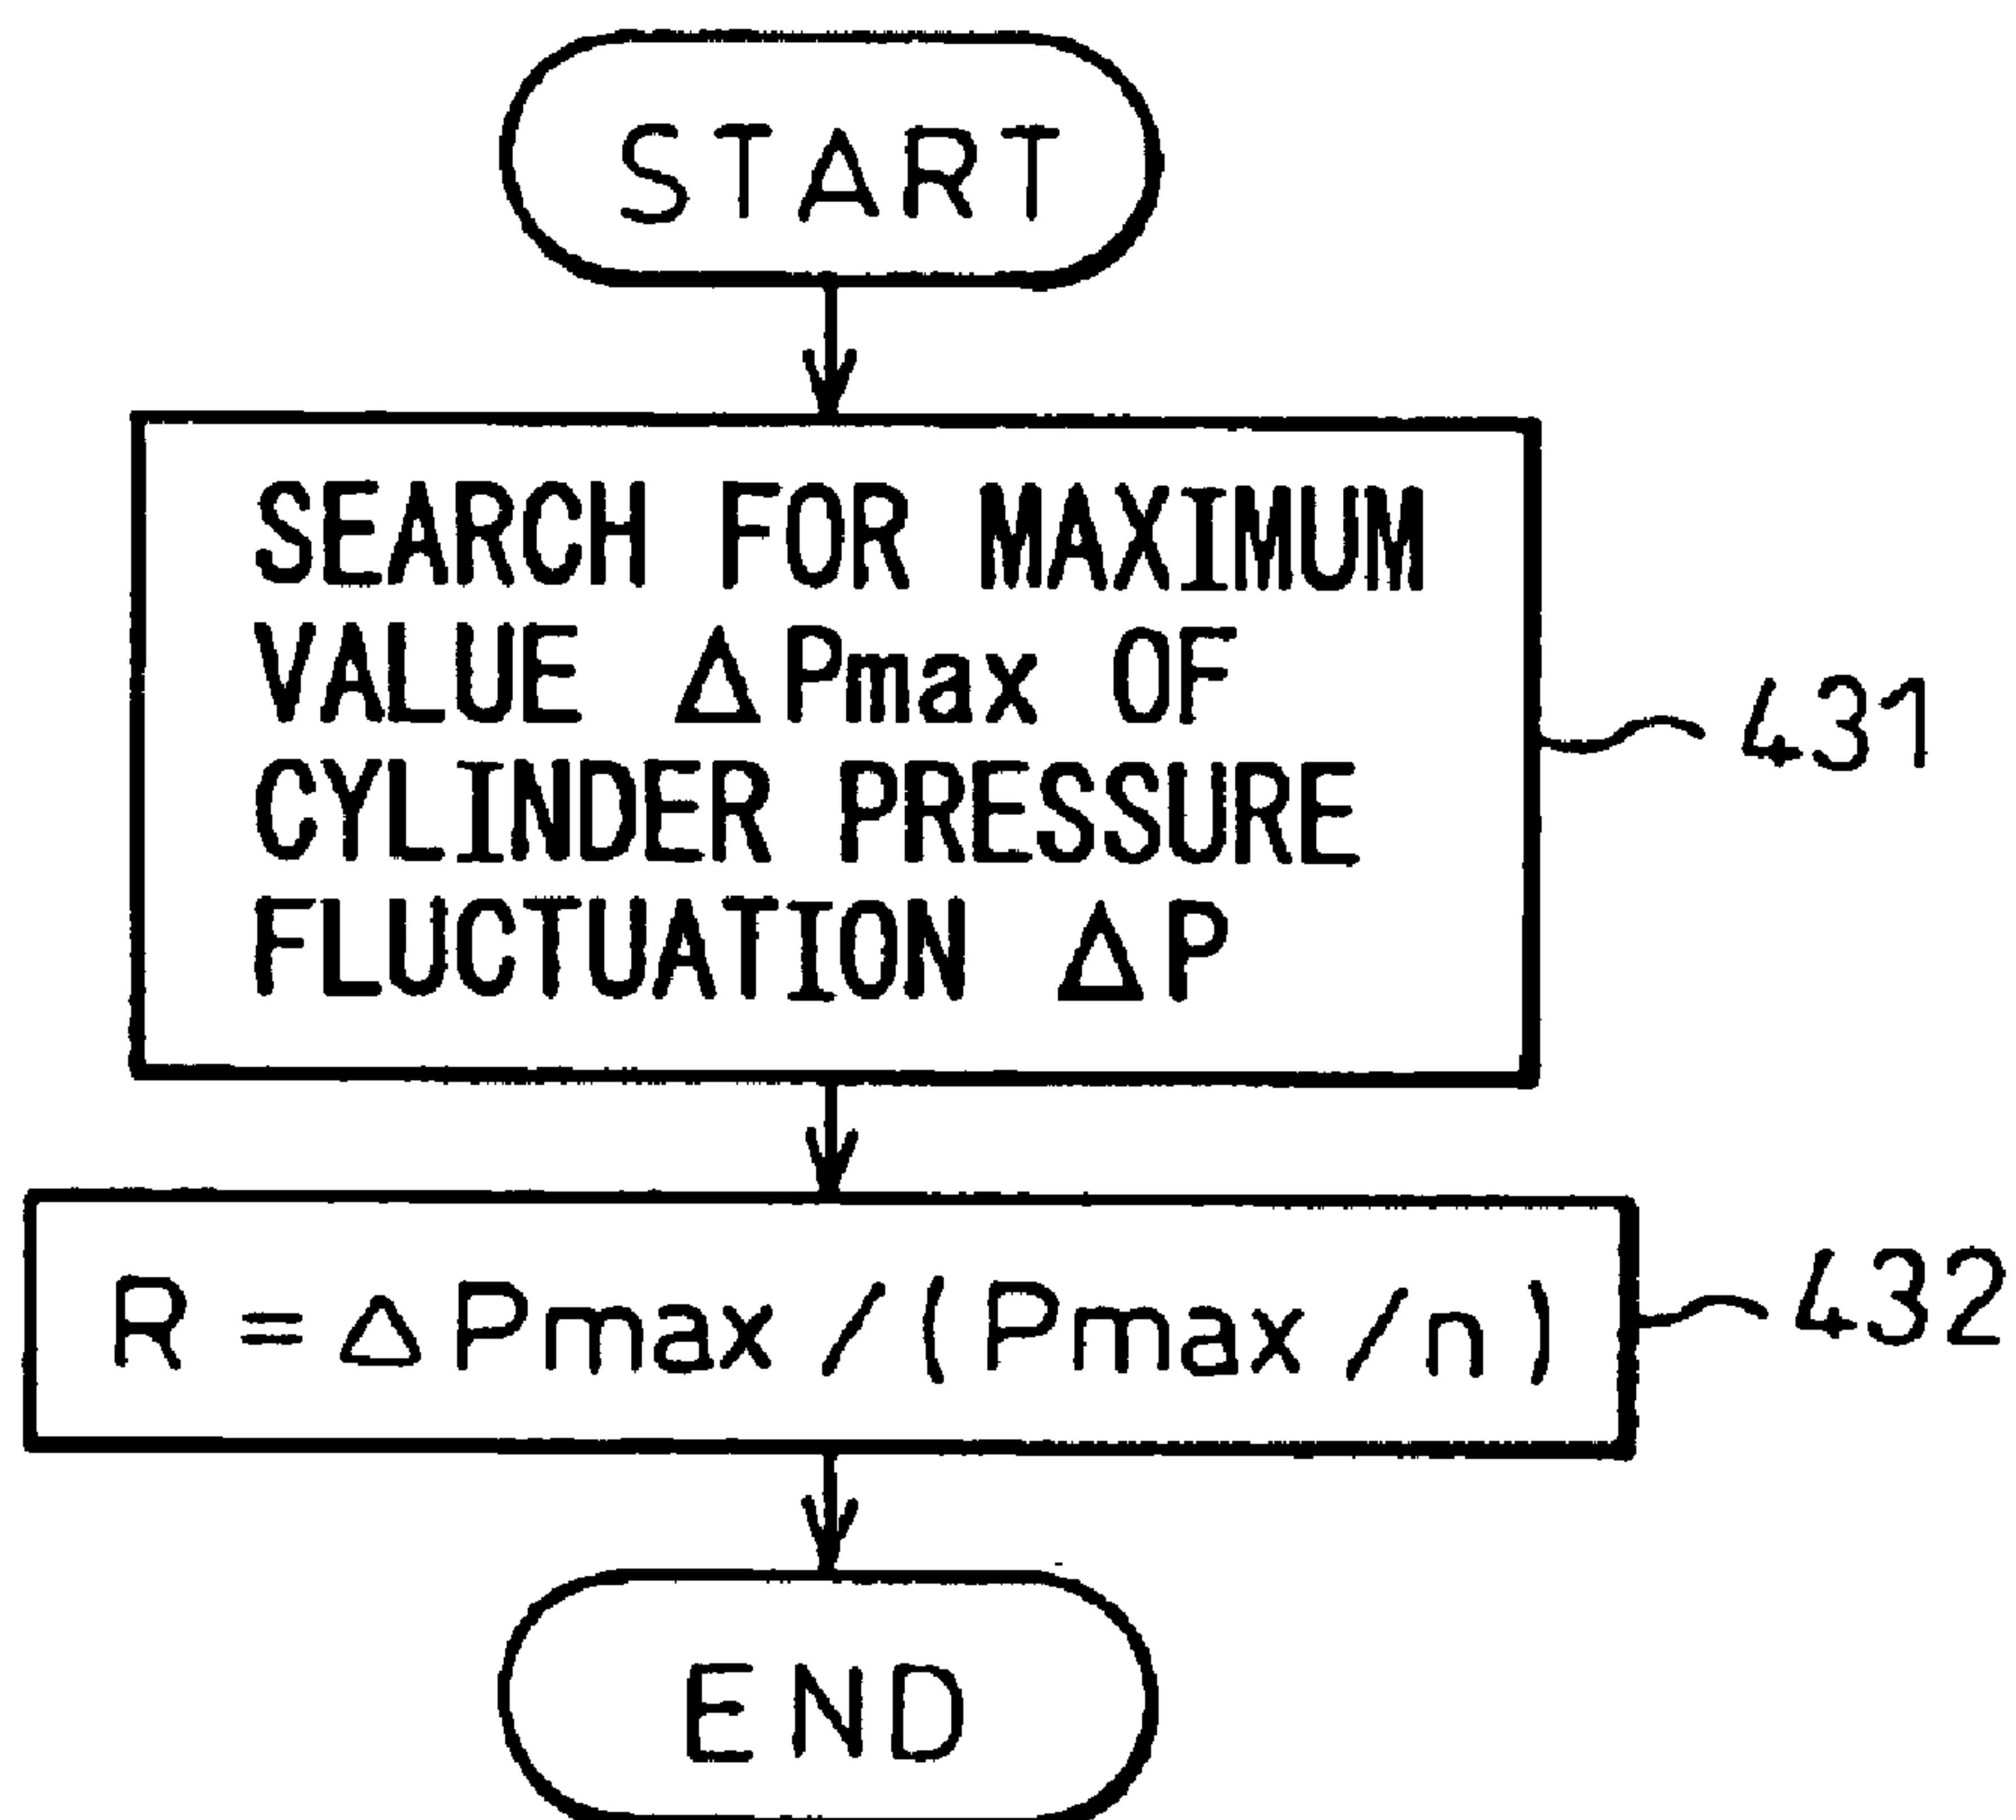 START
SEARCH FOR MAXIMUM
VALUE ΔPmax OF
CYLINDER PRESSURE
FLUCTUATION ΔP
431
R=ΔPmax/(Pmax/n)
432
END